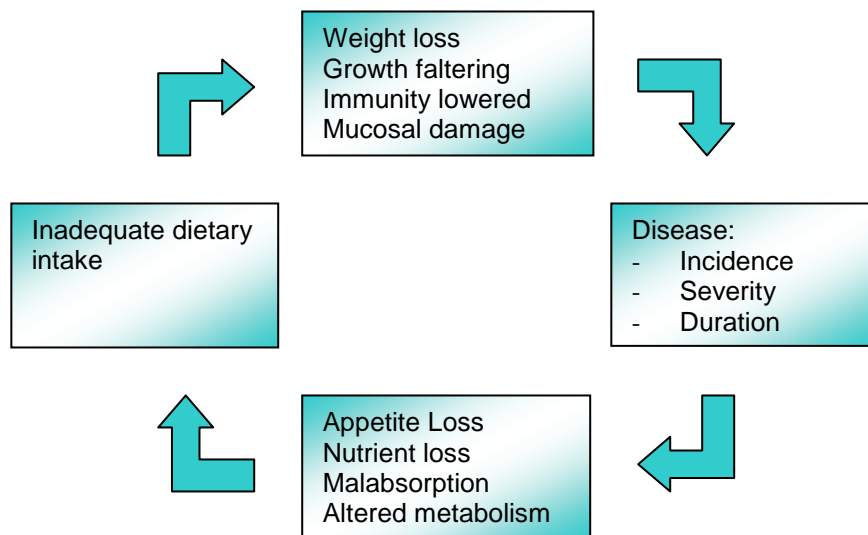 Weight loss
Growth faltering
Immunity lowered
Mucosal damage
Inadequate dietary
intake
Disease:
- Incidence
- Severity
- Duration
Appetite Loss
Nutrient loss
Malabsorption
Altered metabolism